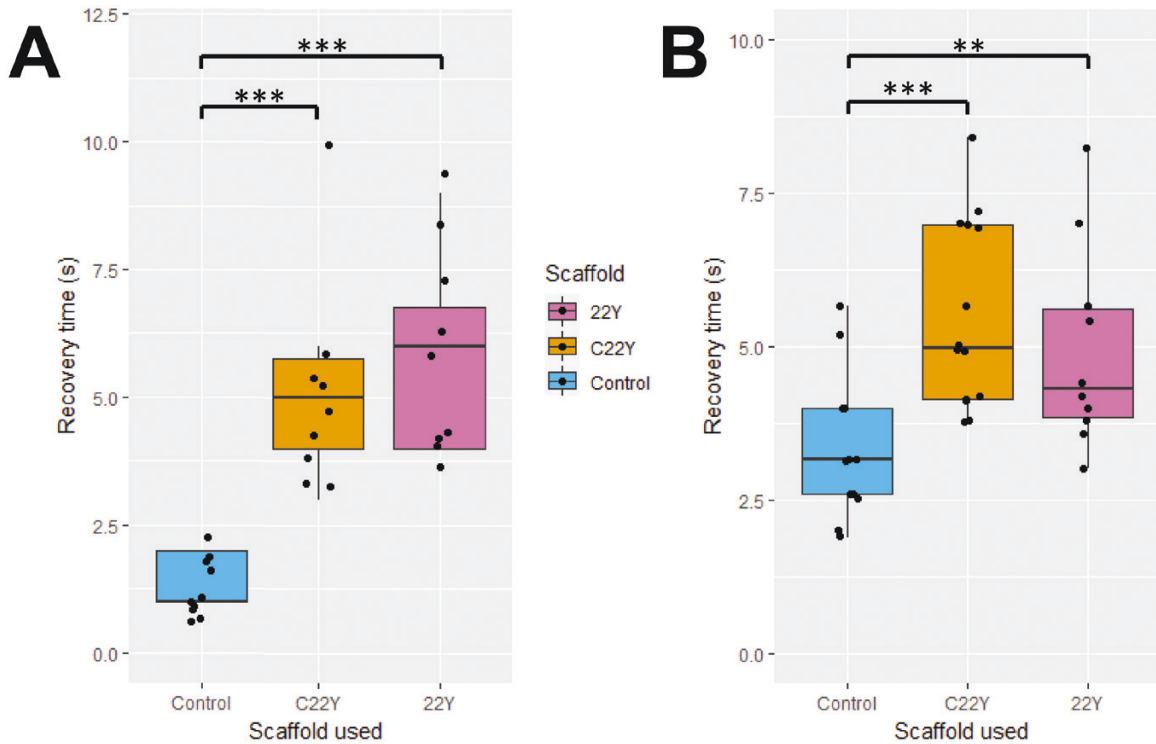 A
12.5
10.0
7.5
5.0
2.5
0.0
Recovery time (s)
***
***
Control
C22Y
22Y
Scaffold used
Scaffold
22Y
C22Y
Control
B
10.0
7.5
5.0
2.5
0.0
Recovery time (s)
**
***
Control
C22Y
22Y
Scaffold used